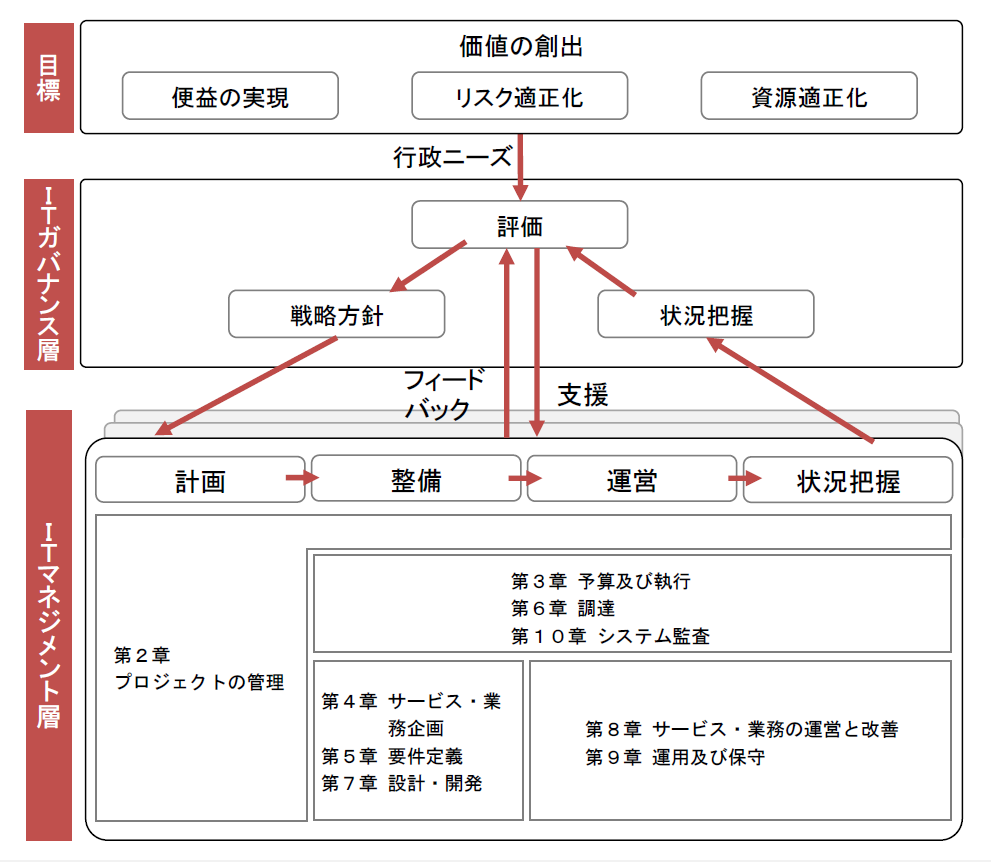 目標
価値の創出
便益の実現
リスク適正化
資源適正化
行政ニーズ
ITガバナンス層
評価
戦略方針
状況把握
フィード
バック
支援
ITマネジメント層
計画
整備
運営
状況把握
第2章
プロジェクトの管理
第3章 予算及び執行
第6章 調達
第10章 システム監査
第4章 サービス・業
務企画
第5章 要件定義
第7章 設計・開発
第8章 サービス・業務の運営と改善
第9章 運用及び保守